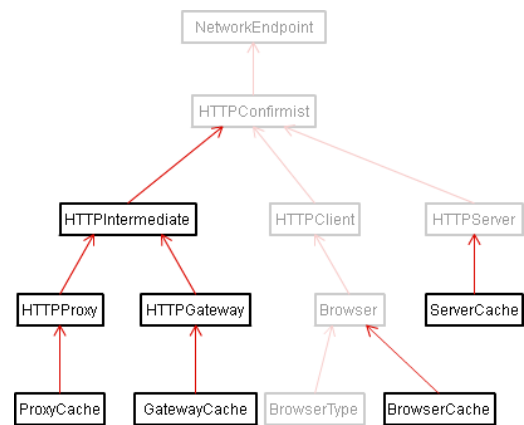 NetworkEndpoint
HTTPConfirmist
HTTPIntermediate
HTTPClient
HTTPServer
HTTPProxy
HTTPGateway
Browser
ServerCache
ProxyCache
GatewayCache
BrowserType
BrowserCache